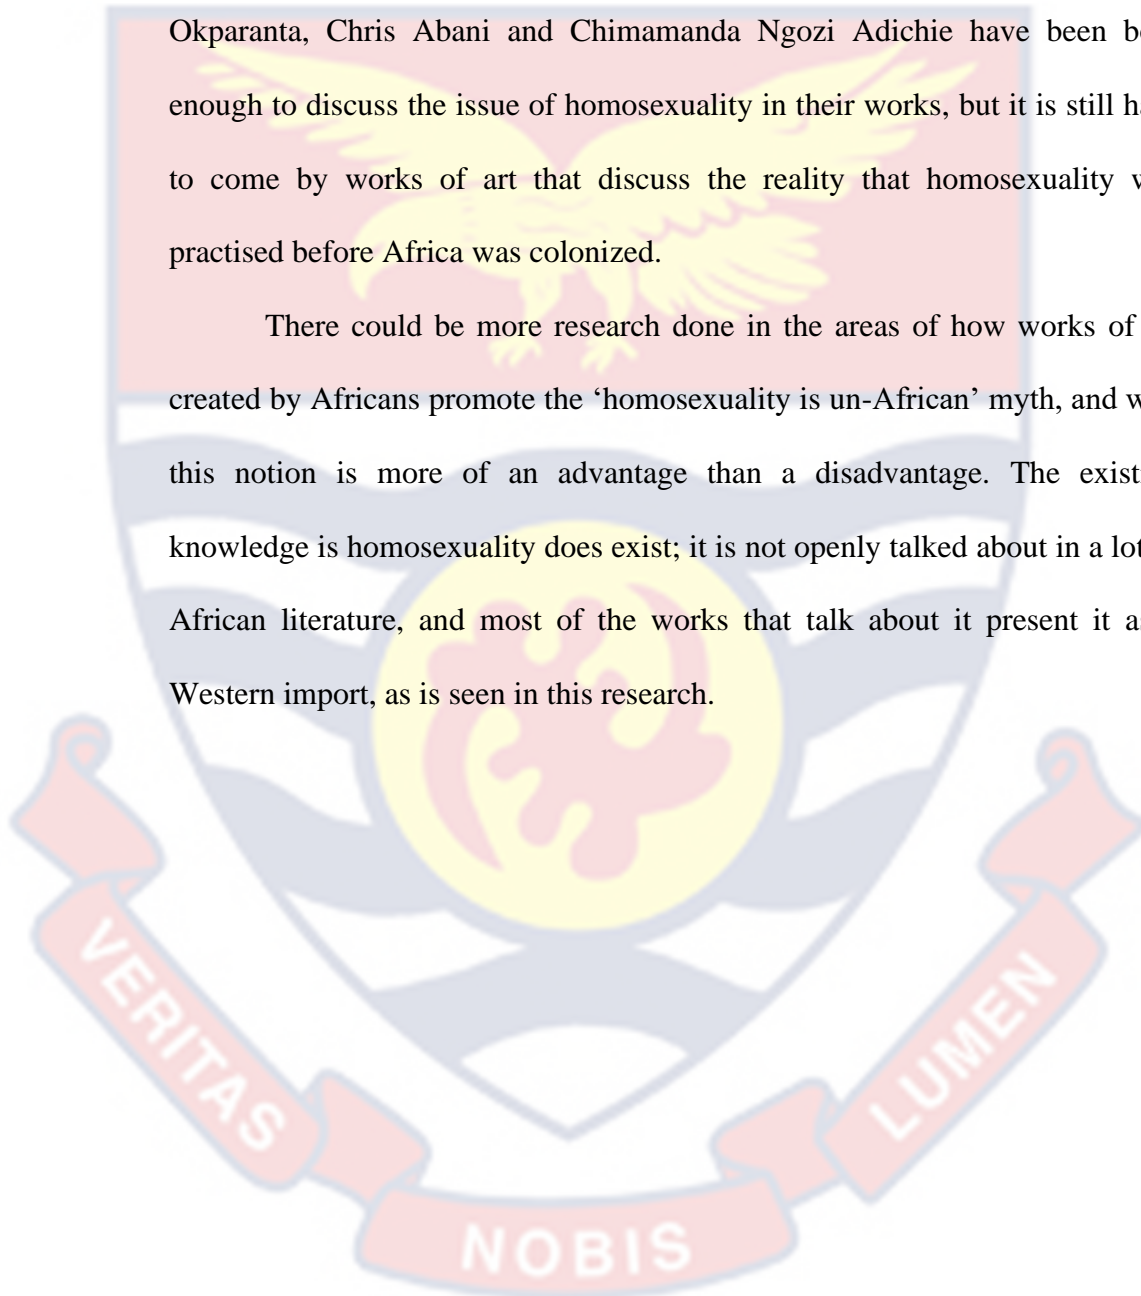 Okparanta, Chris Abani and Chimamanda Ngozi Adichie have been
enough to discuss the issue of homosexuality in their works, but it is still
to come by works of art that discuss the reality that homosexuality
practised before Africa was colonized.
There could be more research done in the areas of how works of
created by Africans promote the ‘homosexuality is un-African’ myth, and
this notion is more of an advantage than a disadvantage. The
knowledge is homosexuality does exist; it is not openly talked about in a lot
African literature, and most of the works that talk about it present it
Western import, as is seen in this research.
VERITAS
NOBIS
LUMEN